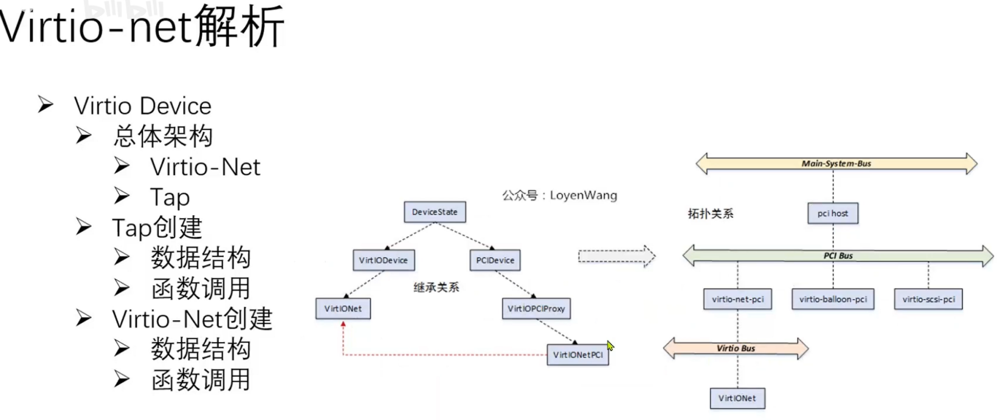 bilibili
Virtio-net解析
Virtio Device
总体架构
Virtio-Net
Tap
Tap创建
数据结构
函数调用
Virtio-Net创建
数据结构
函数调用
公众号：LoyenWang
DeviceState
VirtIODevice
PCIDevice
继承关系
VirtIONet
VirtIOPCIProxy
VirtIONetPCI
Main-System-Bus
拓扑关系
pci host
PCI Bus
virtio-net-pci
virtio-balloon-pci
virtio-scsi-pci
Virtio Bus
VirtIONet